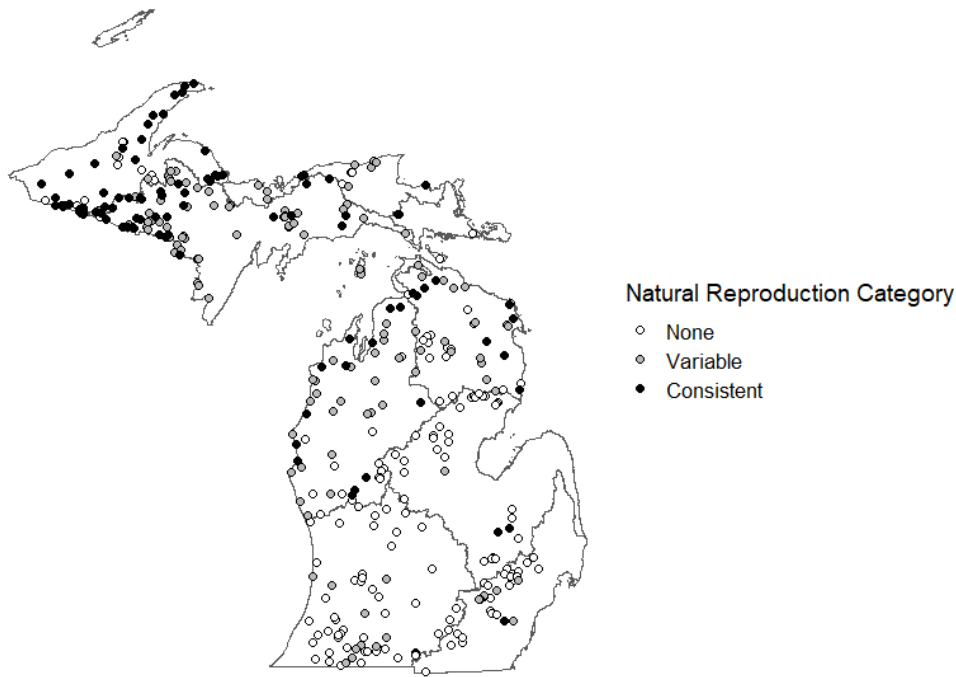 Natural Reproduction Category
None
Variable
Consistent